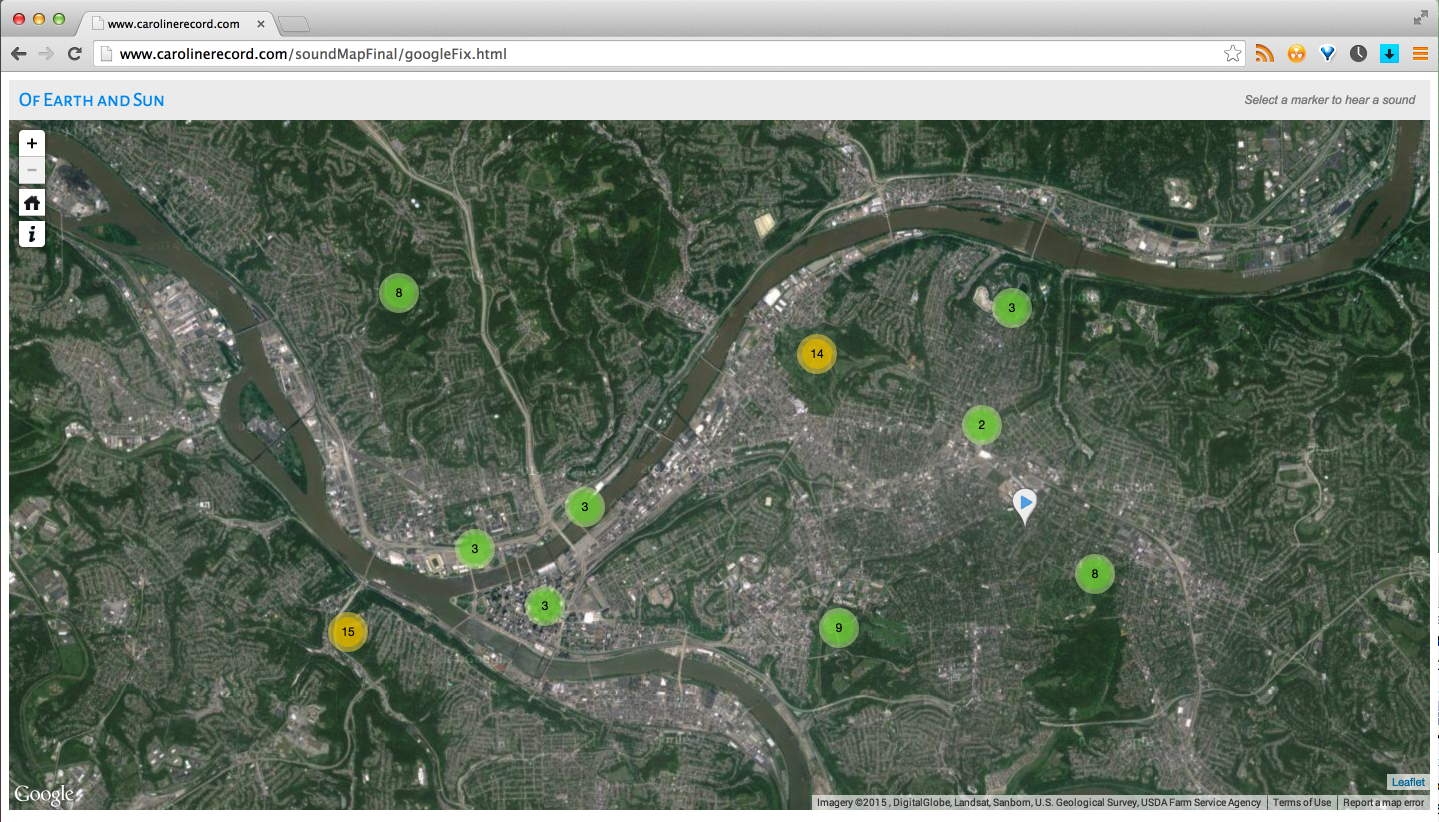 www.carolinerecord.com
www.carolinerecord.com/soundMapFinal/googleFix.html
Of Earth and Sun
Select a marker to hear a sound
+
−
i
8
3
14
2
3
3
8
3
9
15
Leaflet
Google
Imagery ©2015 , DigitalGlobe, Landsat, Sanborn, U.S. Geological Survey, USDA Farm Service Agency
Terms of Use
Report a map error